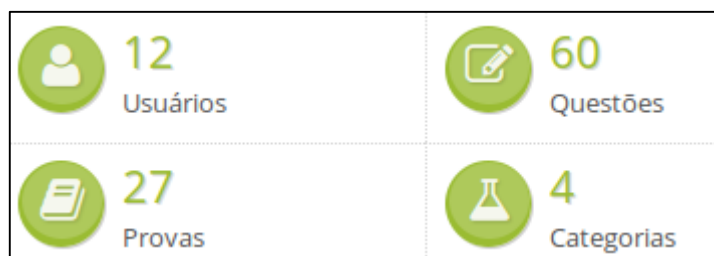 12
Usuários
60
Questões
27
Provas
4
Categorias